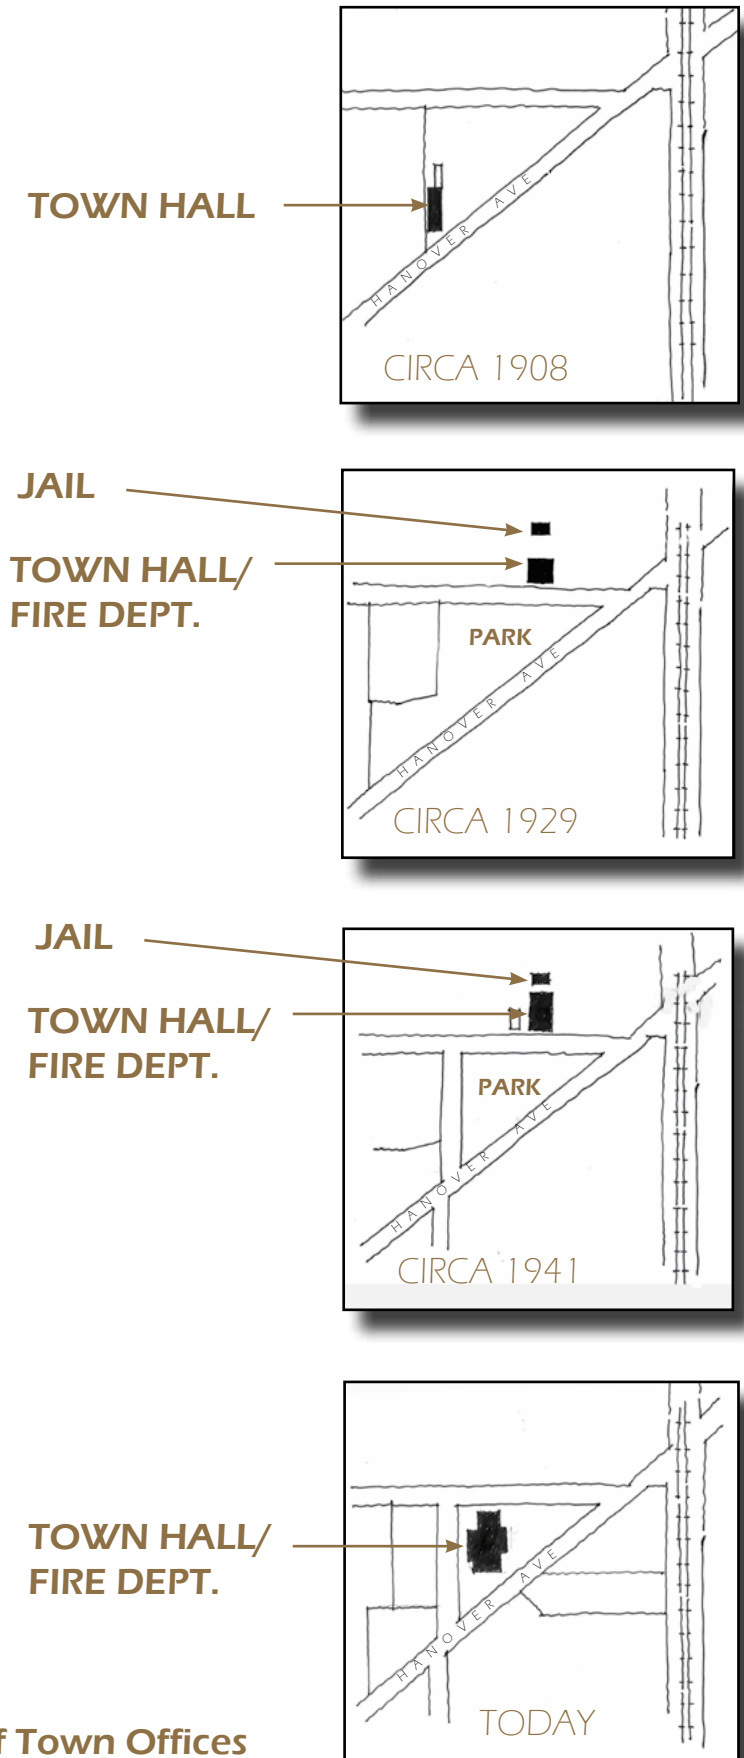 TOWN HALL
HANOVER AVE
CIRCA 1908
JAIL
TOWN HALL/
FIRE DEPT.
PARK
HANOVER AVE
CIRCA 1929
JAIL
TOWN HALL/
FIRE DEPT.
PARK
HANOVER AVE
CIRCA 1941
TOWN HALL/
FIRE DEPT.
HANOVER AVE
TODAY
Town Offices